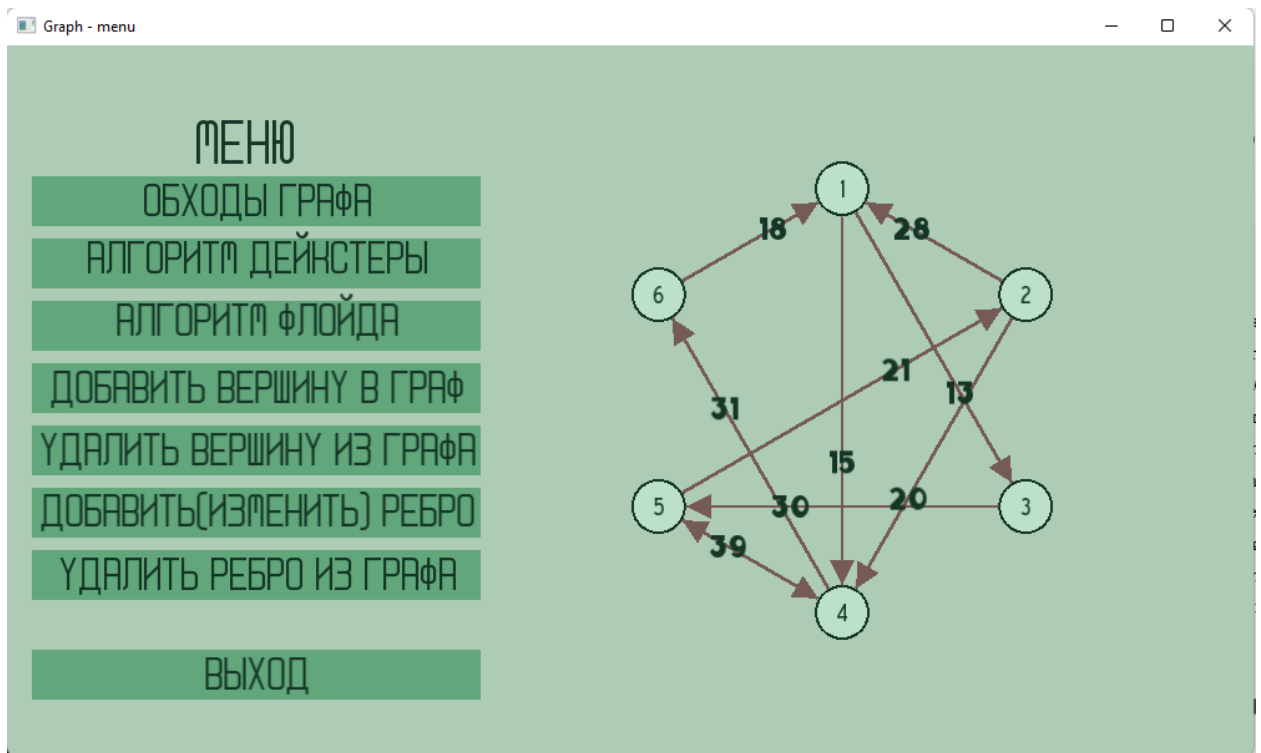 Graph - menu
МЕНЮ
ОБХОДЫ ГРАФА
АЛГОРИТМ ДЕЙКСТЕРЫ
АЛГОРИТМ ФЛОЙДА
ДОБАВИТЬ ВЕРШИНУ В ГРАФ
УДАЛИТЬ ВЕРШИНУ ИЗ ГРАФА
ДОБАВИТЬ(ИЗМЕНИТЬ) РЕБРО
УДАЛИТЬ РЕБРО ИЗ ГРАФА
ВЫХОД
1
18
28
6
2
21
13
31
15
5
30
20
3
39
4